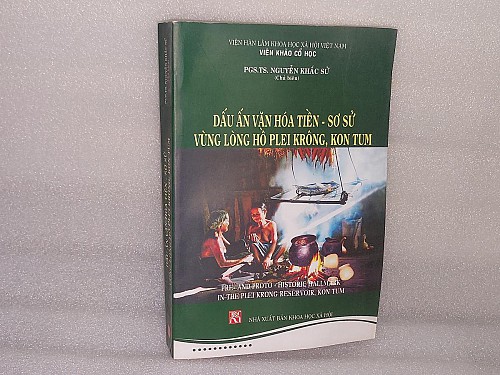 VIỆN HÀN LÂM KHOA HỌC XÃ HỘI VIỆT NAM
VIỆN KHẢO CỔ HỌC
PGS.TS. NGUYỄN KHẮC SỬ
(Chủ biên)
DẤU ẤN VĂN HÓA TIỀN - SƠ SỬ
VÙNG LÒNG HỒ PLEI KRÔNG, KON TUM
PRE- AND PROTO - HISTORIC HALLMARK
IN THE PLEI KRONG RESERVOIR, KON TUM
NHÀ XUẤT BẢN KHOA HỌC XÃ HỘI